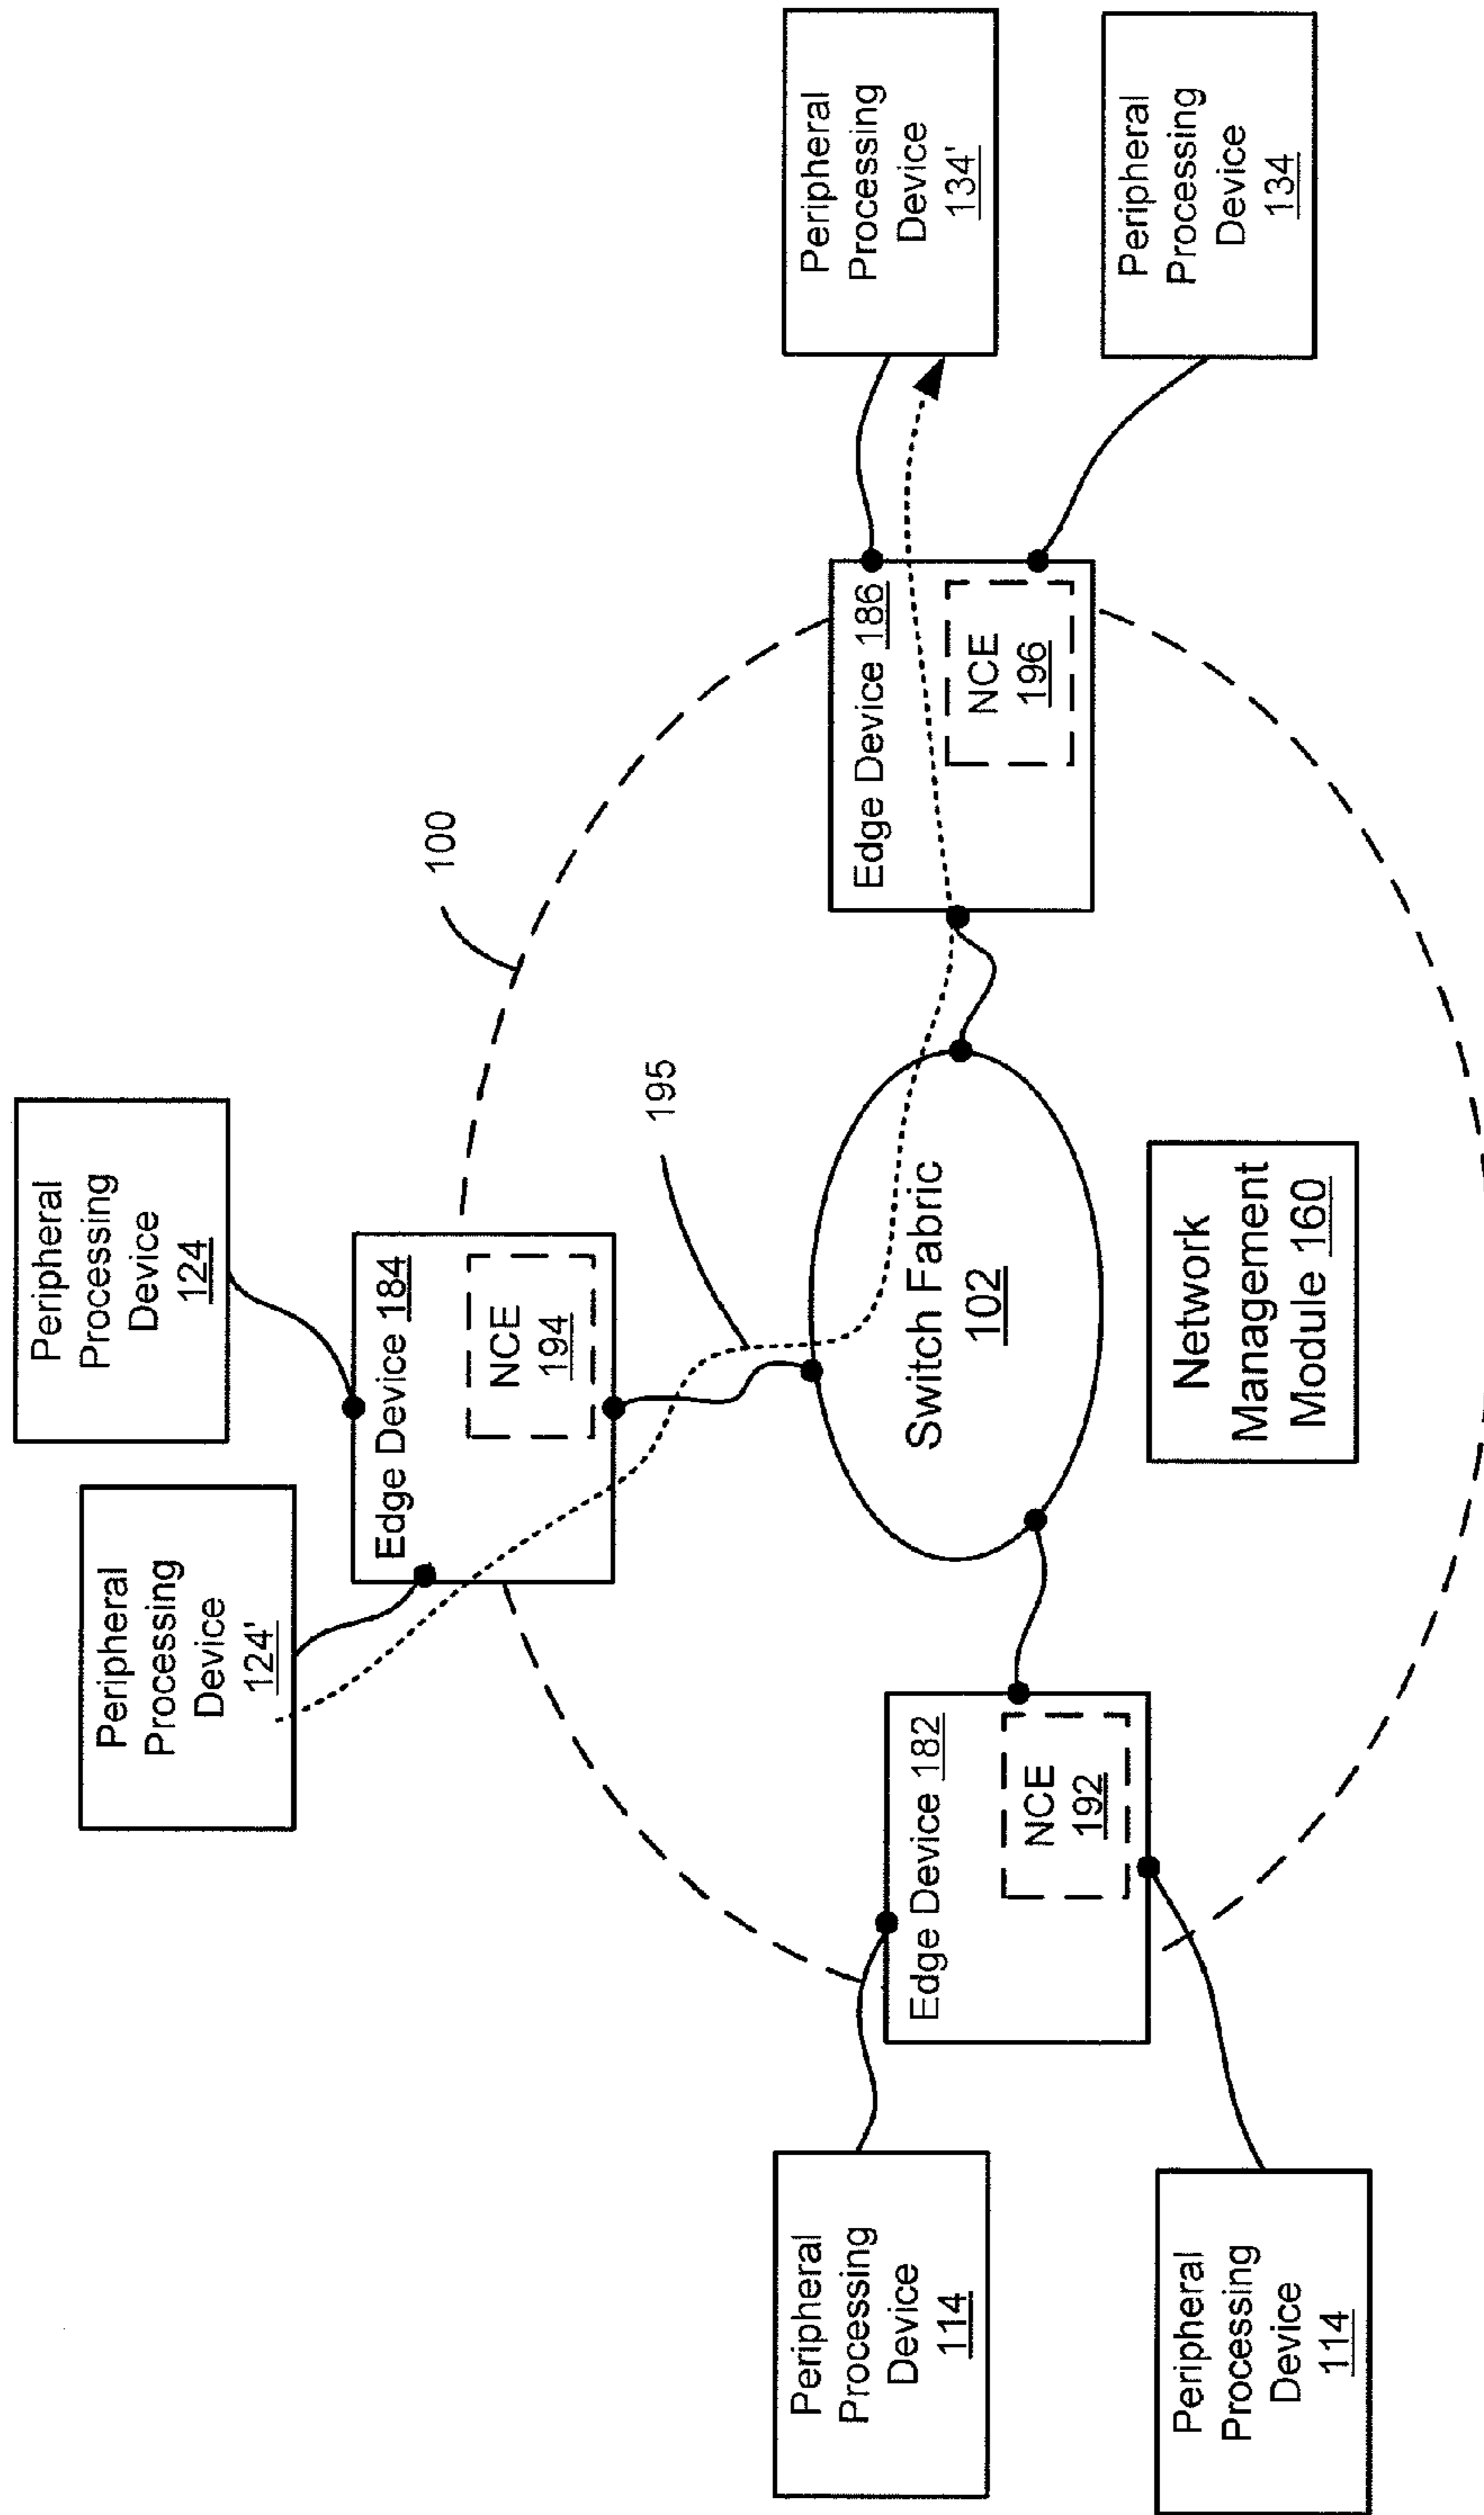 Peripheral
Processing
Device
124'
Peripheral
Processing
Device
124
100
Edge Device 184
NCE
194
195
Peripheral
Processing
Device
114
Peripheral
Processing
Device
114
Edge Device 182
NCE
192
Switch Fabric
102
Edge Device 186
NCE
196
Peripheral
Processing
Device
134'
Peripheral
Processing
Device
134
Network
Management
Module 160